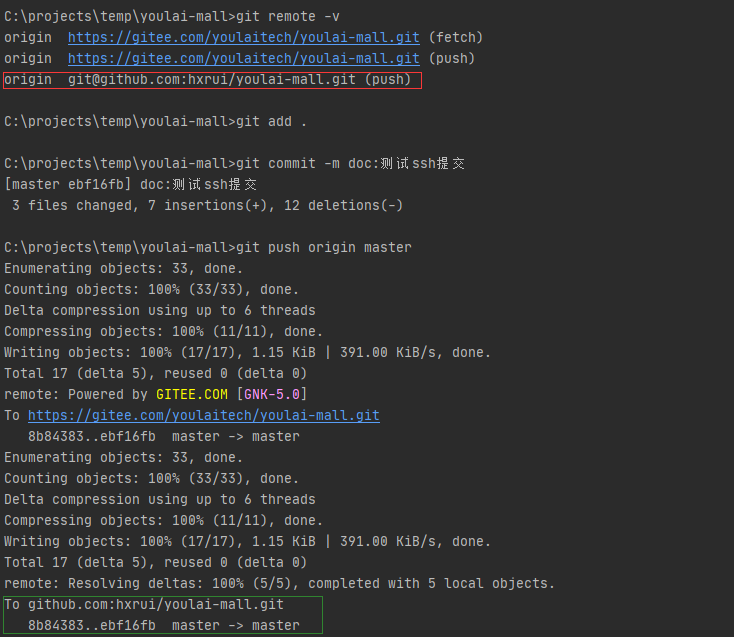 C:\projects\temp\youlai-mall>git remote -v
origin  https://gitee.com/youlaitech/youlai-mall.git (fetch)
origin  https://gitee.com/youlaitech/youlai-mall.git (push)
origin  git@github.com:hxrui/youlai-mall.git (push)
C:\projects\temp\youlai-mall>git add .
C:\projects\temp\youlai-mall>git commit -m doc:测试ssh提交
[master ebf16fb] doc:测试ssh提交
 3 files changed, 7 insertions(+), 12 deletions(-)
C:\projects\temp\youlai-mall>git push origin master
Enumerating objects: 33, done.
Counting objects: 100% (33/33), done.
Delta compression using up to 6 threads
Compressing objects: 100% (11/11), done.
Writing objects: 100% (17/17), 1.15 KiB | 391.00 KiB/s, done.
Total 17 (delta 5), reused 0 (delta 0)
remote: Powered by GITEE.COM [GNK-5.0]
To https://gitee.com/youlaitech/youlai-mall.git
   8b84383..ebf16fb  master -> master
Enumerating objects: 33, done.
Counting objects: 100% (33/33), done.
Delta compression using up to 6 threads
Compressing objects: 100% (11/11), done.
Writing objects: 100% (17/17), 1.15 KiB | 391.00 KiB/s, done.
Total 17 (delta 5), reused 0 (delta 0)
remote: Resolving deltas: 100% (5/5), completed with 5 local objects.
To github.com:hxrui/youlai-mall.git
   8b84383..ebf16fb  master -> master